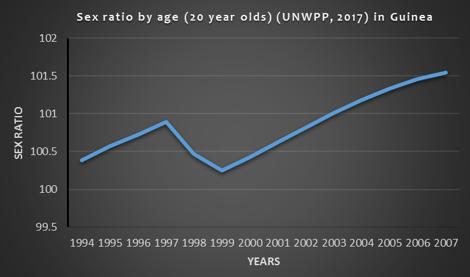 Sex ratio by age (20 year olds) (UNWPP, 2017) in Guinea
102
101.5
101
100.5
100
99.5
SEX RATIO
1994 1995 1996 1997 1998 1999 2000 2001 2002 2003 2004 2005 2006 2007
YEARS